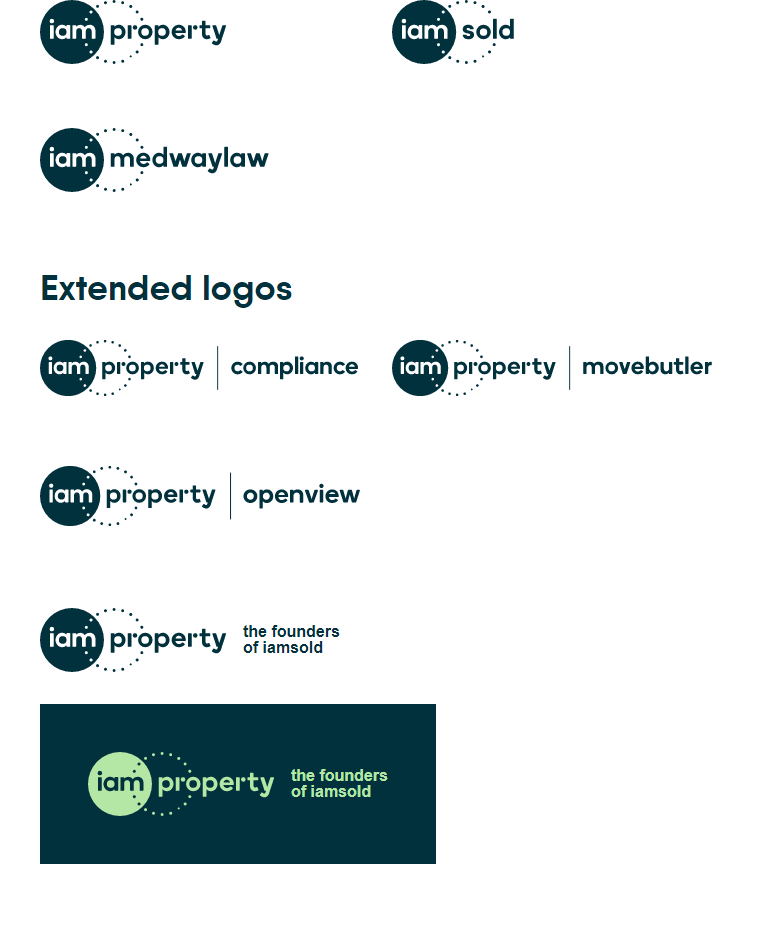 iam property
iam sold
iam medwaylaw
Extended logos
iam property | compliance
iam property | movebutler
iam property | openview
iam property the founders
of iamsold
iam property the founders
of iamsold